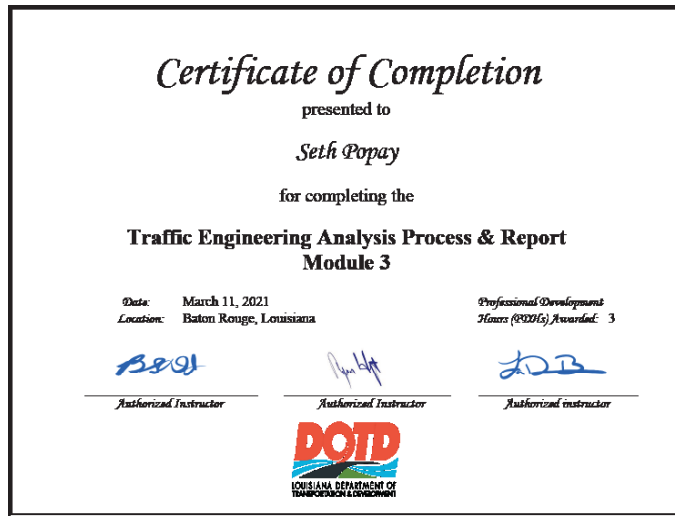 Certificate of Completion
presented to
Seth Popay
for completing the
Traffic Engineering Analysis Process & Report
Module 3
Date: March 11, 2021
Location: Baton Rouge, Louisiana
Professional Development
Hours (PDHs) Awarded: 3
Authorized Instructor
Authorized Instructor
Authorized instructor
DOTD
LOUISIANA DEPARTMENT OF
TRANSPORTATION & DEVELOPMENT